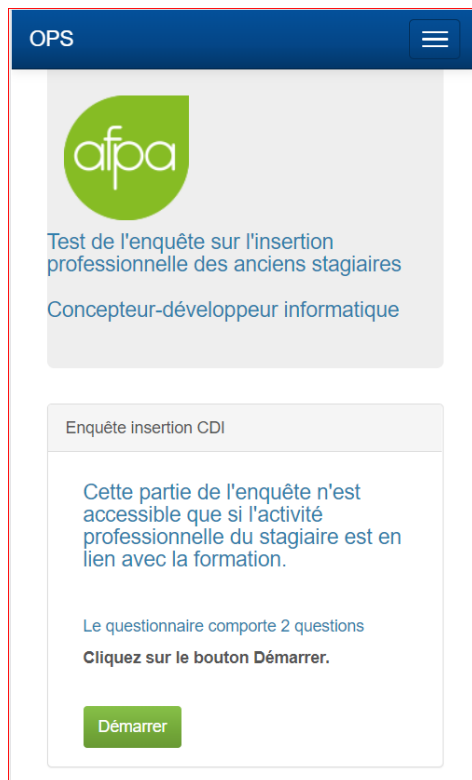 OPS
afpa
Test de l'enquête sur l'insertion
professionnelle des anciens stagiaires
Concepteur-développeur informatique
Enquête insertion CDI
Cette partie de l'enquête n'est
accessible que si l'activité
professionnelle du stagiaire est en
lien avec la formation.
Le questionnaire comporte 2 questions
Cliquez sur le bouton Démarrer.
Démarrer